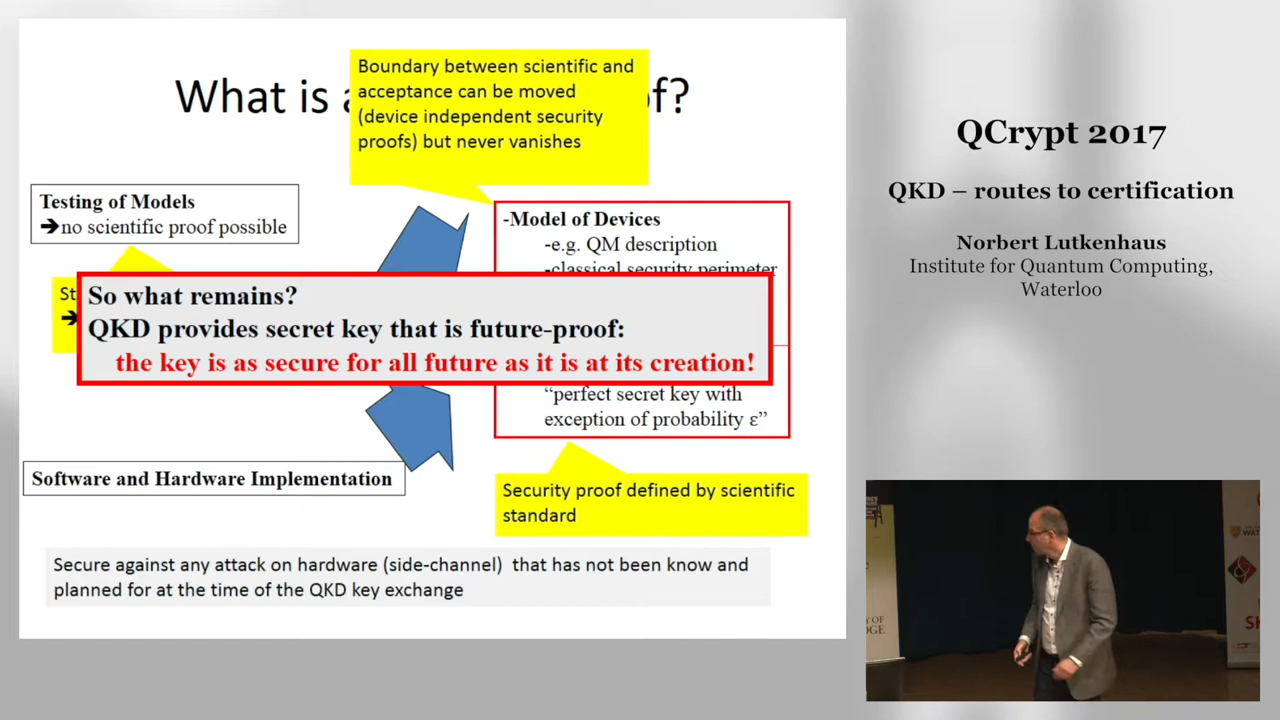 What is a
of?
Boundary between scientific and
acceptance can be moved
(device independent security
proofs) but never vanishes
Testing of Models
➔no scientific proof possible
-Model of Devices
-e.g. QM description
-classical security perimeter
So what remains?
QKD provides secret key that is future-proof:
the key is as secure for all future as it is at its creation!
“perfect secret key with
exception of probability ε”
Software and Hardware Implementation
Security proof defined by scientific
standard
Secure against any attack on hardware (side-channel) that has not been know and
planned for at the time of the QKD key exchange
QCrypt 2017
QKD – routes to certification
Norbert Lutkenhaus
Institute for Quantum Computing,
Waterloo